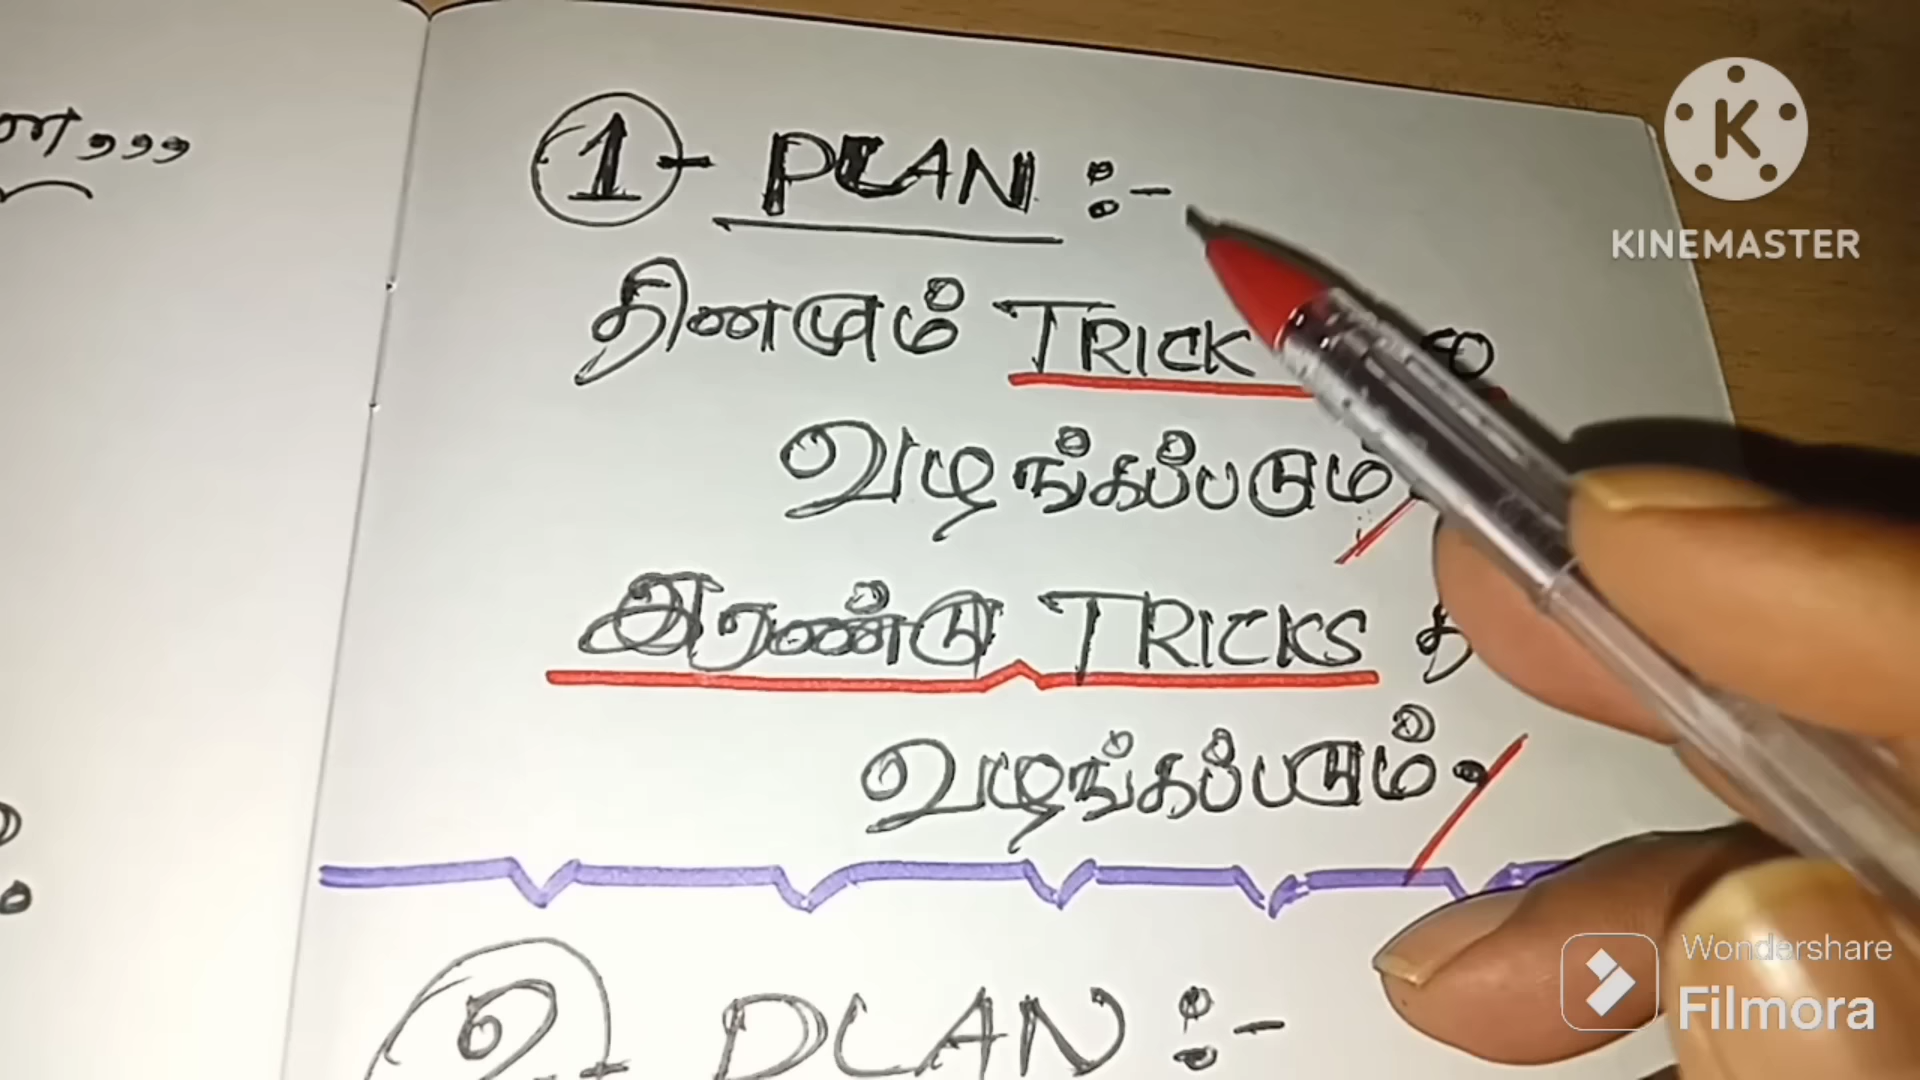 1- PLAN :-
தினமும் TRICK
வழங்கப்படும்
இரண்டு TRICKS
வழங்கப்படும்.
2- PLAN :-
KINEMASTER
Wondershare
Filmora